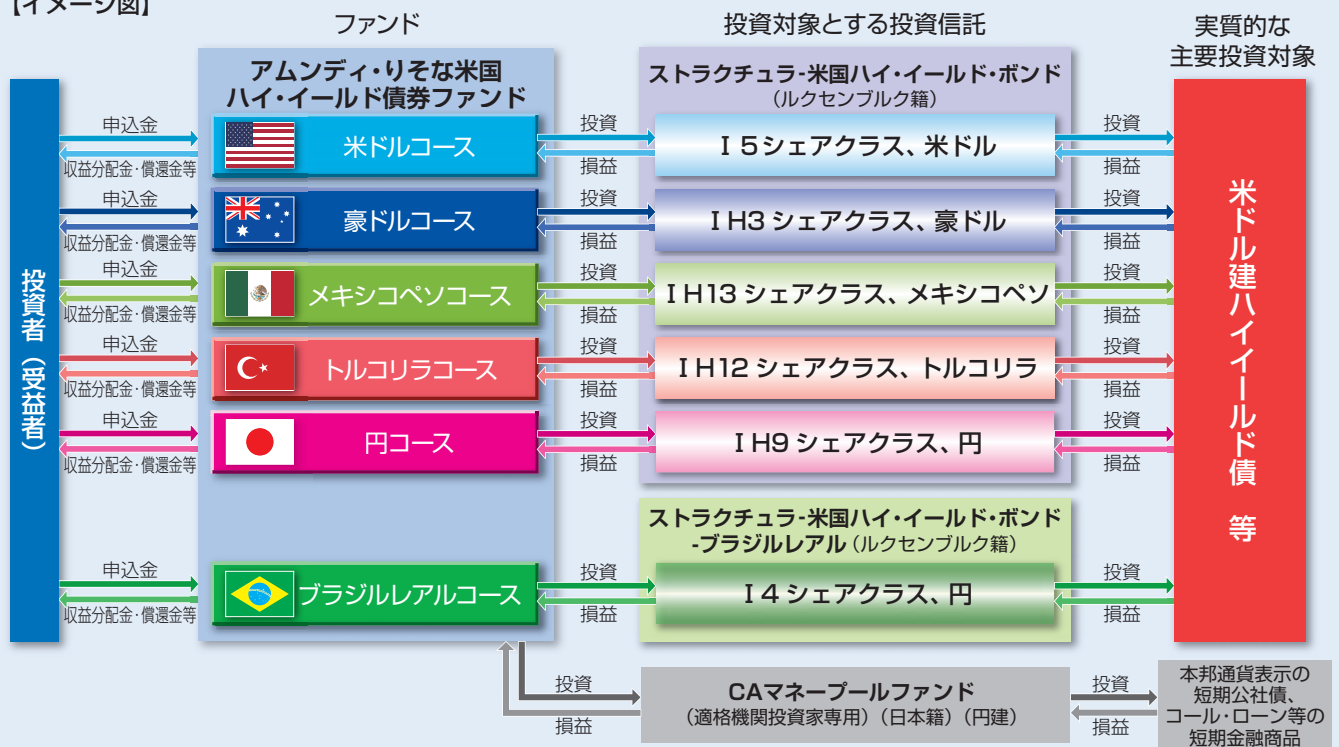 【イメージ図】
ファンド
投資対象とする投資信託
実質的な
主要投資対象
投資者（受益者）
アムンディ・りそな米国
ハイ・イールド債券ファンド
ストラクチュラ-米国ハイ・イールド・ボンド
（ルクセンブルク籍）
申込金
収益分配金・償還金等
米ドルコース
投資
損益
I 5シェアクラス、米ドル
投資
損益
申込金
収益分配金・償還金等
豪ドルコース
投資
損益
I H3 シェアクラス、豪ドル
投資
損益
申込金
収益分配金・償還金等
メキシコペソコース
投資
損益
I H13 シェアクラス、メキシコペソ
投資
損益
申込金
収益分配金・償還金等
トルコリラコース
投資
損益
I H12 シェアクラス、トルコリラ
投資
損益
申込金
収益分配金・償還金等
円コース
投資
損益
I H9 シェアクラス、円
投資
損益
ストラクチュラ-米国ハイ・イールド・ボンド
-ブラジルレアル（ルクセンブルク籍）
申込金
収益分配金・償還金等
ブラジルレアルコース
投資
損益
I 4 シェアクラス、円
投資
損益
米ドル建ハイイールド債 等
投資
損益
CAマネープールファンド
（適格機関投資家専用）（日本籍）（円建）
投資
損益
本邦通貨表示の
短期公社債、
コール・ローン等の
短期金融商品